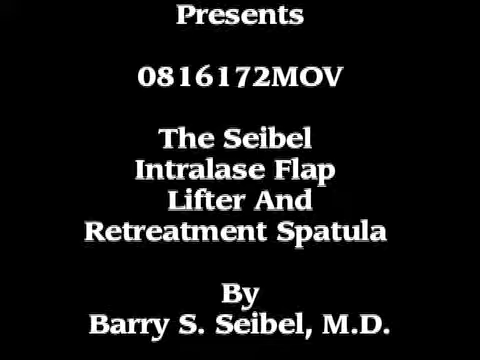 Presents
0816172MOV
The Seibel
Intralase Flap
Lifter And
Retreatment Spatula
By
Barry S. Seibel, M.D.